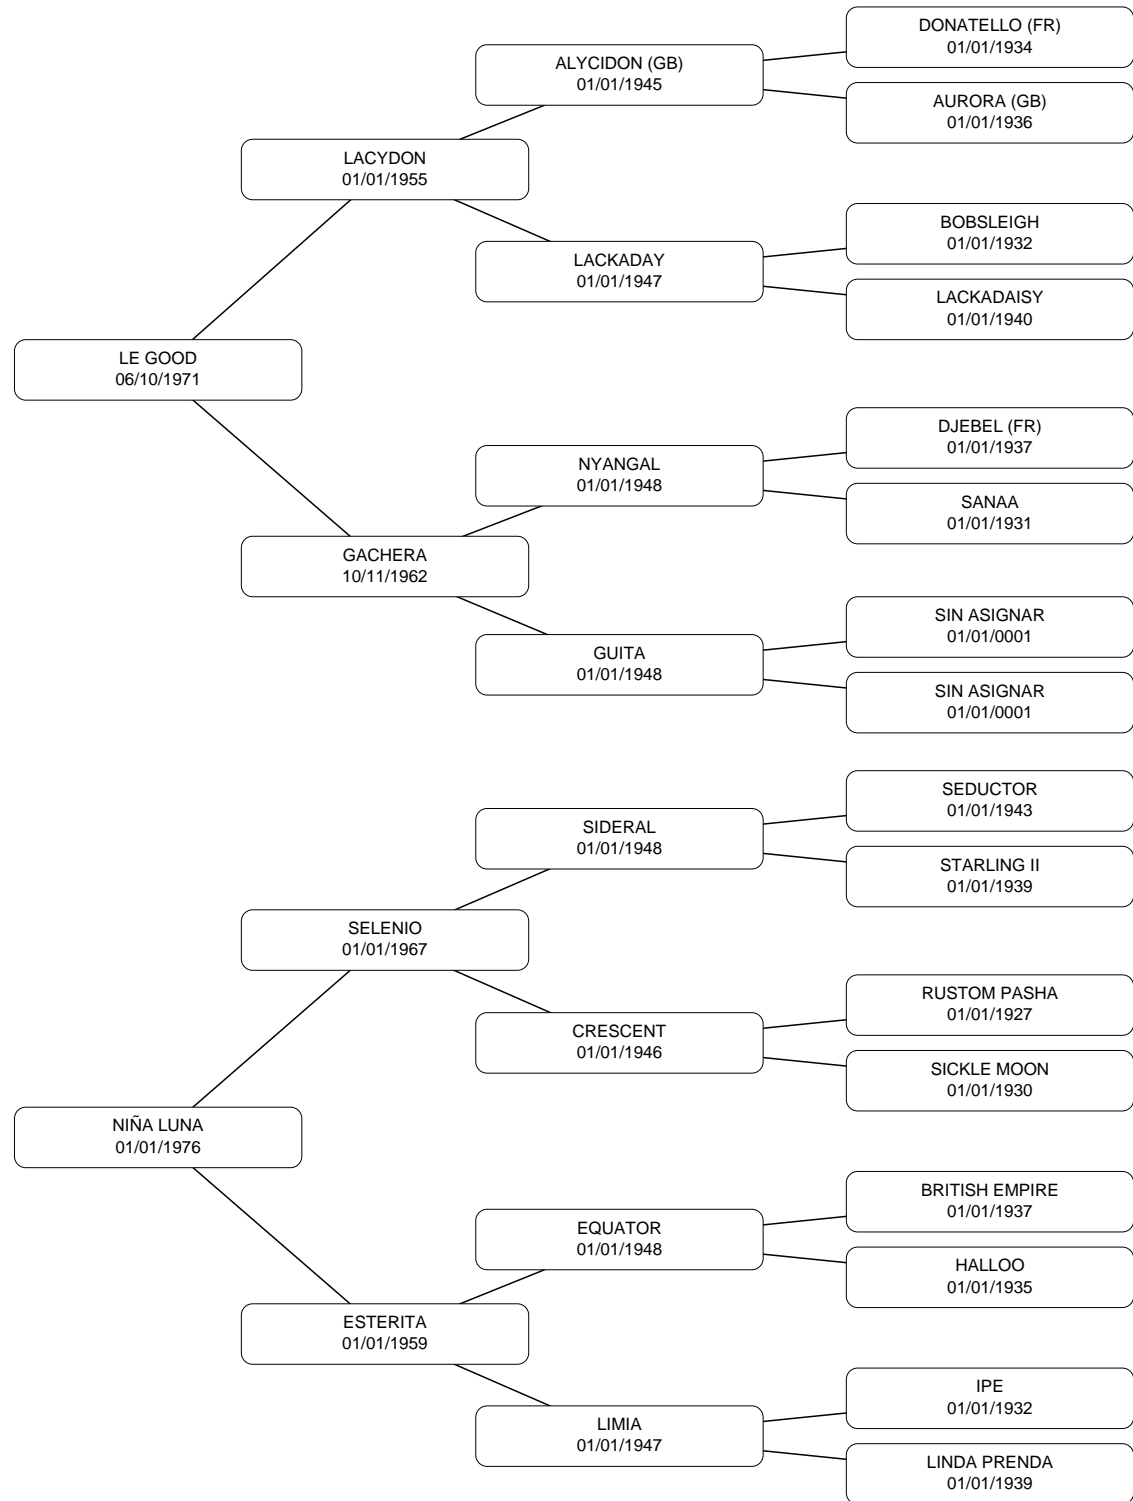 DONATELLO (FR)
01/01/1934
ALYCIDON (GB)
01/01/1945
AURORA (GB)
01/01/1936
LACYDON
01/01/1955
BOBSLEIGH
01/01/1932
LACKADAY
01/01/1947
LACKADAISY
01/01/1940
LE GOOD
06/10/1971
DJEBEL (FR)
01/01/1937
NYANGAL
01/01/1948
SANAA
01/01/1931
GACHERA
10/11/1962
SIN ASIGNAR
01/01/0001
GUITA
01/01/1948
SIN ASIGNAR
01/01/0001
SEDUCTOR
01/01/1943
SIDERAL
01/01/1948
STARLING II
01/01/1939
SELENIO
01/01/1967
RUSTOM PASHA
01/01/1927
CRESCENT
01/01/1946
SICKLE MOON
01/01/1930
NIÑA LUNA
01/01/1976
BRITISH EMPIRE
01/01/1937
EQUATOR
01/01/1948
HALLOO
01/01/1935
ESTERITA
01/01/1959
IPE
01/01/1932
LIMIA
01/01/1947
LINDA PRENDA
01/01/1939